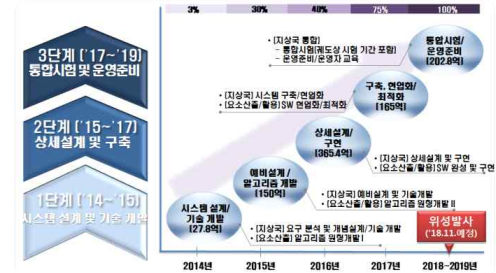 3% 30% 40% 75% 100%
3단계 ('17~'19)
통합시험 및 운영준비
2단계 ('15~'17)
상세설계 및 구축
1단계 ('14~'15)
시스템 설계 및 기술 개발
• [지상국 통합]
– 통합시험(궤도상 시험 기간 포함)
– 운영준비/운영자 교육
통합시험/
운영준비
[202.8억]
• [지상국] 시스템 구축/현업화
• [요소산출/활용] SW 현업화/최적화
구축, 현업화/
최적화
[165억]
상세설계/
구현
[365.4억]
• [지상국] 상세설계 및 구현
• [요소산출/활용] SW 완성 및 구현
예비설계/
알고리즘 개발
[150억]
• [지상국] 예비설계 및 기술개발
• [요소산출/활용] 알고리즘 원형개발 II
시스템 설계/
기술 개발
[27.8억]
• [지상국] 요구 분석 및 개념설계/기술 개발
• [요소산출] 알고리즘 원형개발 I
위성발사
('18.11.예정)
2014년 2015년 2016년 2017년 2018~2019년